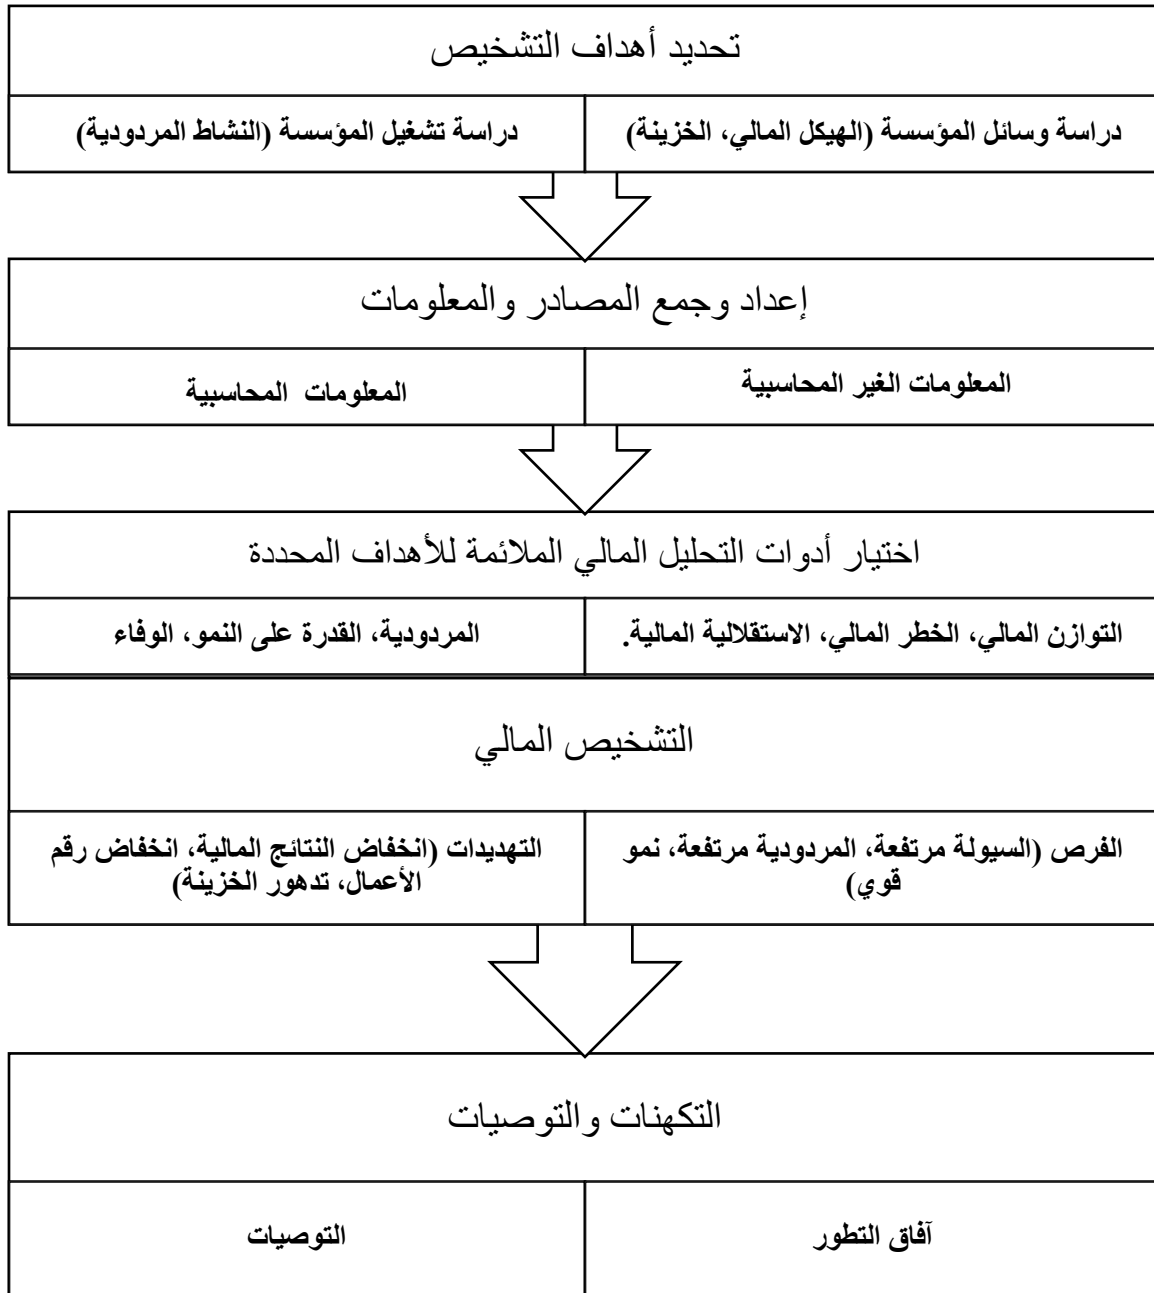 تحديد أهداف التشخيص
دراسة وسائل المؤسسة (الهيكل المالي، الخزينة)
دراسة تشغيل المؤسسة (النشاط المردودية)
إعداد وجمع المصادر والمعلومات
المعلومات الغير المحاسبية
المعلومات المحاسبية
اختيار أدوات التحليل المالي الملائمة للأهداف المحددة
التوازن المالي، الخطر المالي، الاستقلالية المالية.
المردودية، القدرة على النمو، الوفاء
التشخيص المالي
الفرص (السيولة مرتفعة، المردودية مرتفعة، نمو
قوي)
التهديدات (انخفاض النتائج المالية، انخفاض رقم
الأعمال، تدهور الخزينة)
التكهنات والتوصيات
آفاق التطور
التوصيات